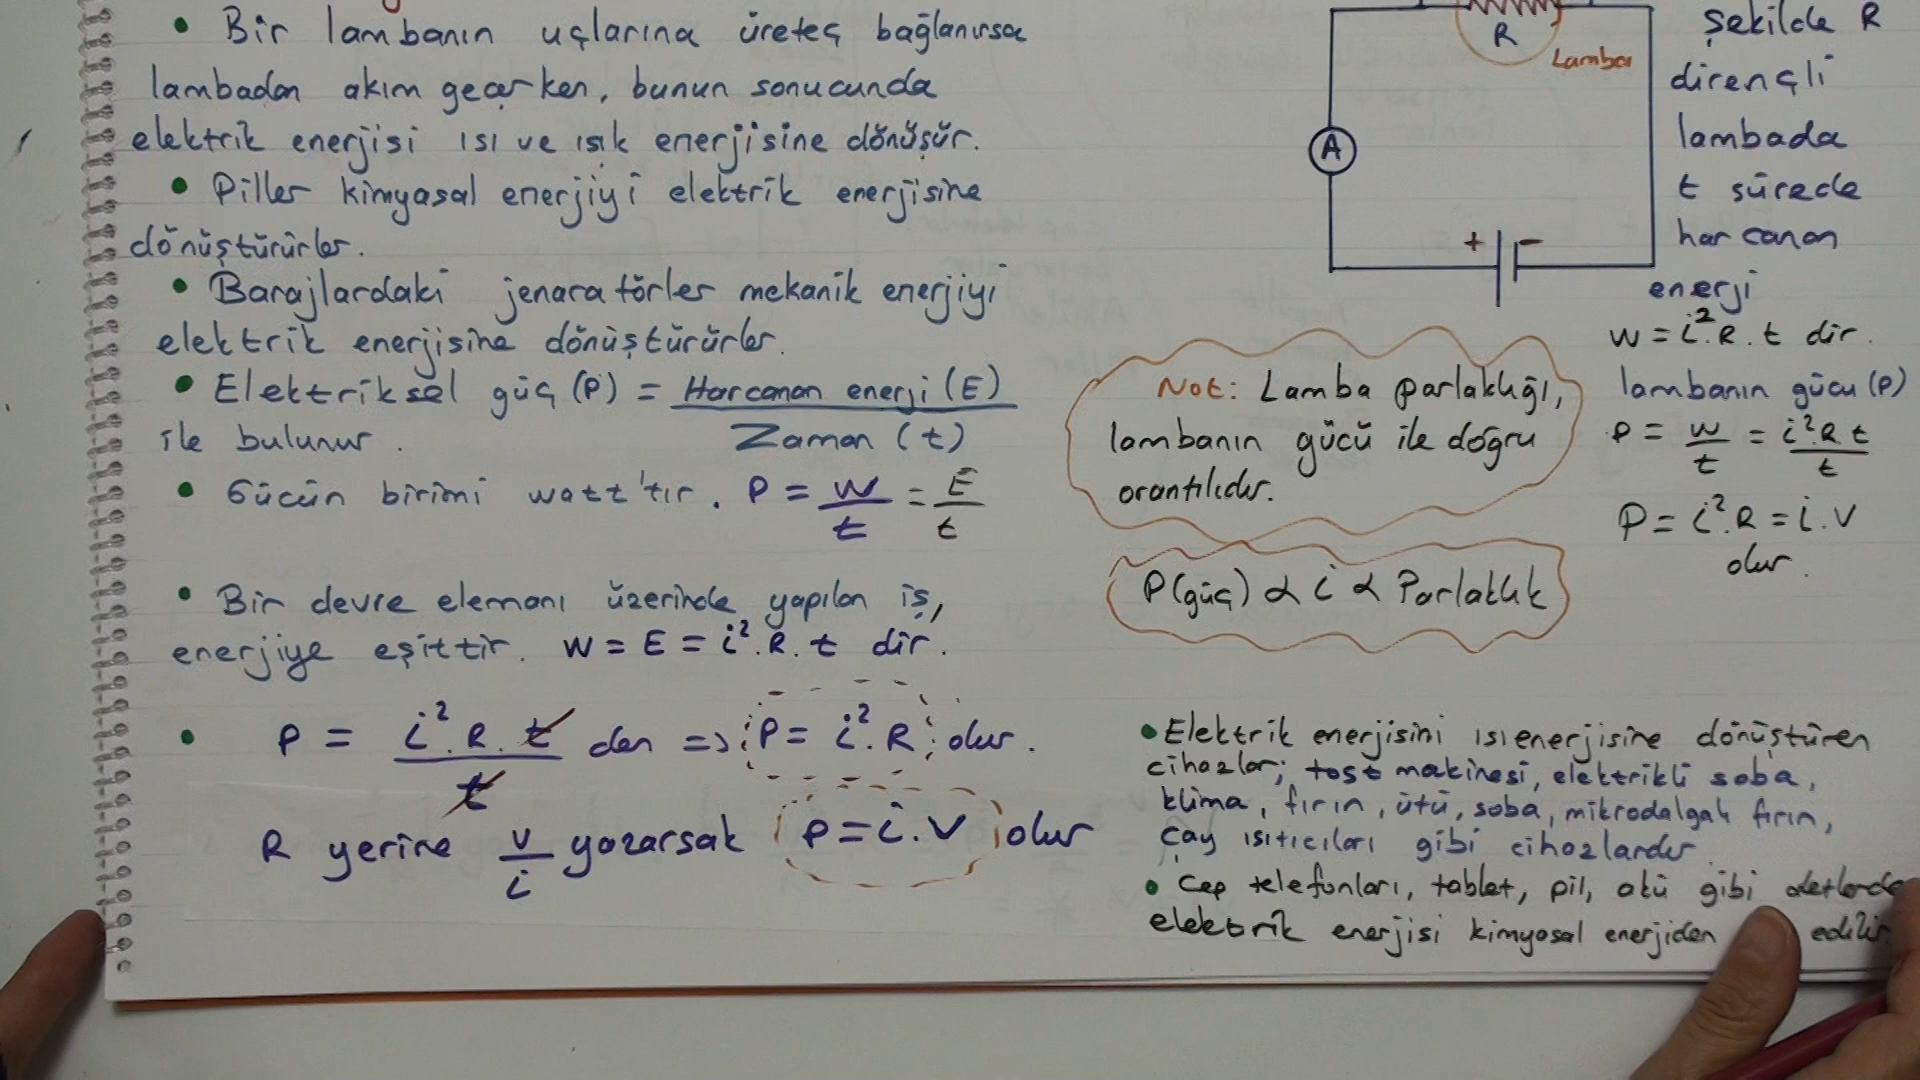 • Bir lambanın uçlarına üreteç bağlanırsa
lambadan akım geçerken, bunun sonucunda
elektrik enerjisi ısı ve ışık enerjisine dönüşür.
• Piller kimyasal enerjiyi elektrik enerjisine
dönüştürürler.
• Barajlardaki jenaratörler mekanik enerjiyi
elektrik enerjisine dönüştürürler.
• Elektriksel güç (P) = Harcanan enerji (E)
ile bulunur. Zaman (t)
• Gücün birimi watt'tır. P = W/t = E/t
• Bir devre elemanı üzerinde yapılan iş,
enerjiye eşittir. W = E = i².R.t dir.
• P = i².R.t/t den => P = i².R olur.
R yerine V/i yazarsak P = i.V olur
R
Lamba
A
+ -
Şekilde R
dirençli
lambada
t sürede
harcanan
enerji
W = i².R.t dir.
lambanın gücü (P)
P = W/t = i².R t/t
P = i².R = i.V
olur.
Not: Lamba parlaklığı,
lambanın gücü ile doğru
orantılıdır.
P(güç) α i α Parlaklık
• Elektrik enerjisini ısı enerjisine dönüştüren
cihazlar; tost makinesi, elektrikli soba,
klima, fırın, ütü, soba, mikrodalgalı fırın,
Çay ısıtıcıları gibi cihazlardır.
• Cep telefonları, tablet, pil, akü gibi
elektrik enerjisi kimyasal enerjiden edilir.